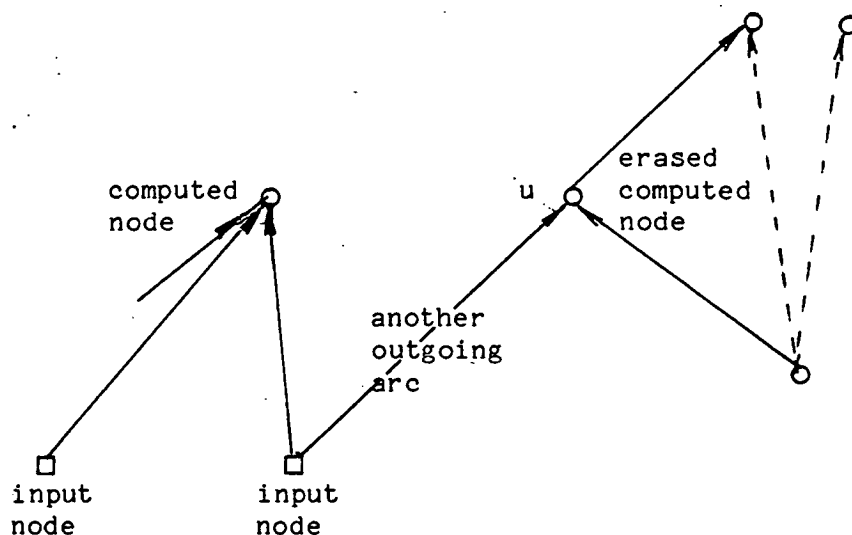 computed
node
u
erased
computed
node
another
outgoing
arc
input
node
input
node